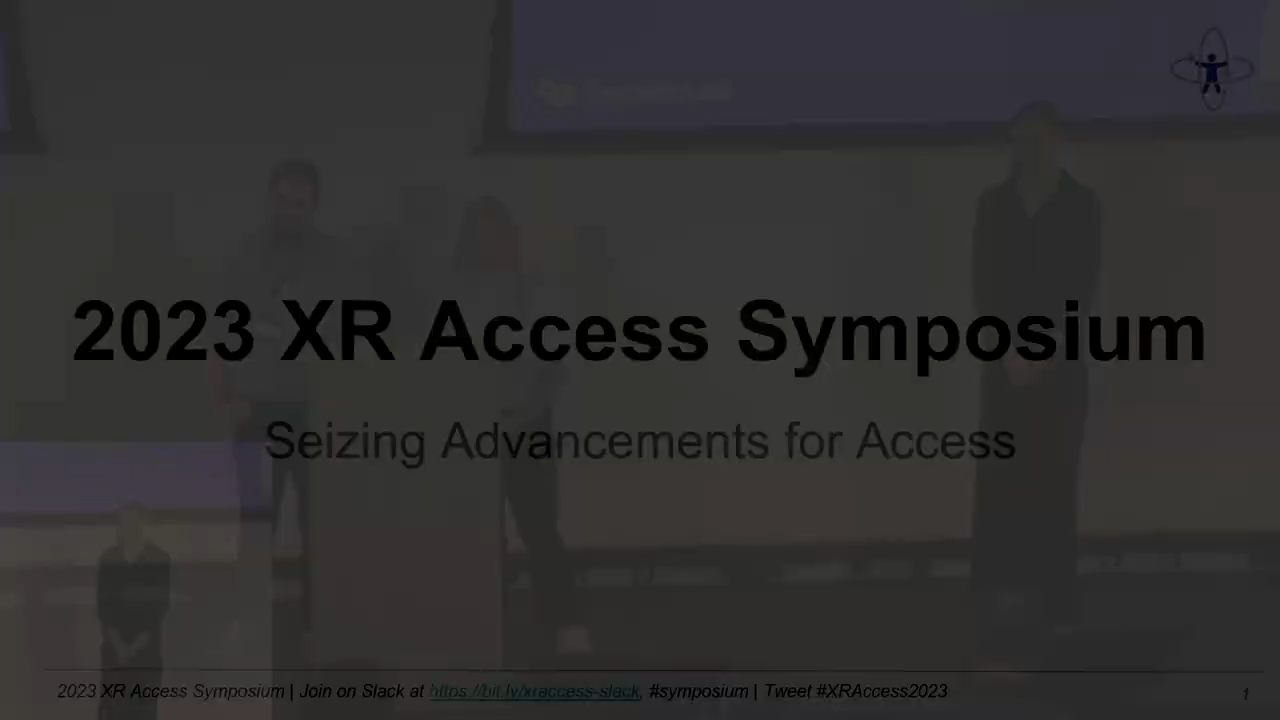 2023 XR Access Symposium
Seizing Advancements for Access
2023 XR Access Symposium | Join on Slack at https://bit.ly/xraccess-slack, #symposium | Tweet #XRAccess2023
1